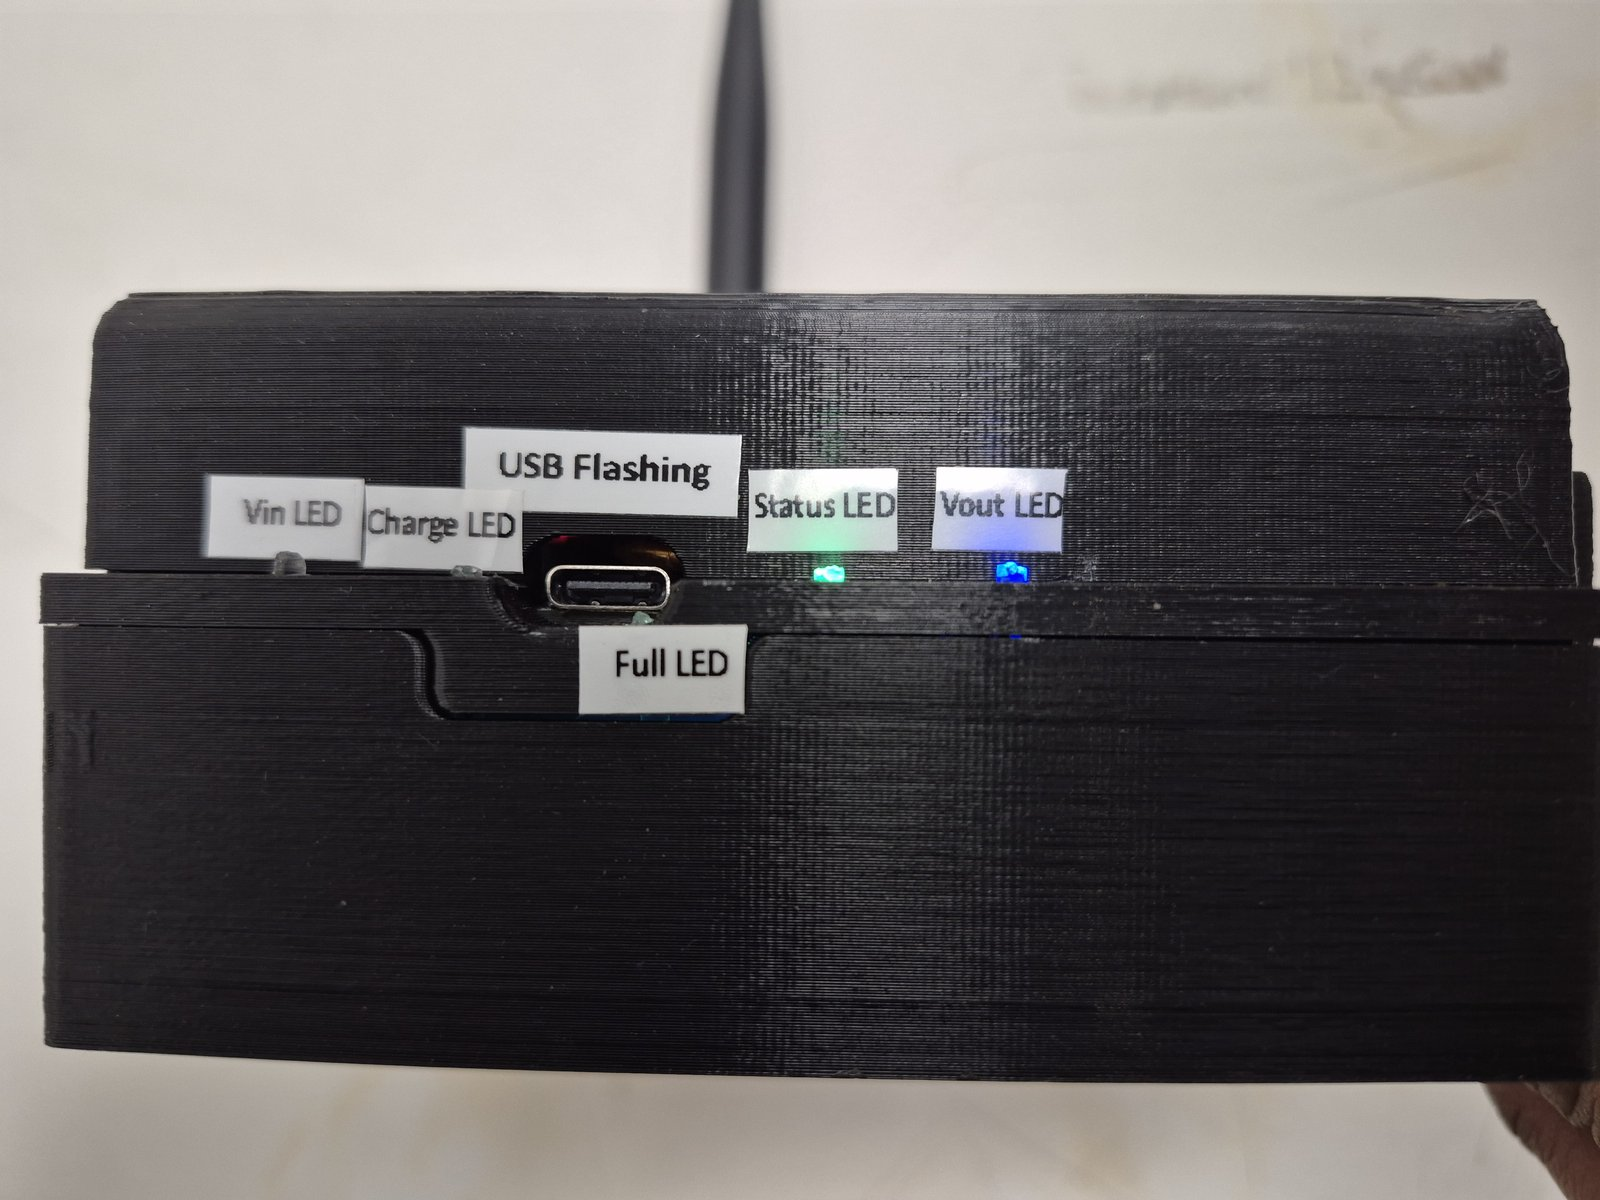 USB Flashing
Vin LED
Charge LED
Status LED
Vout LED
Full LED